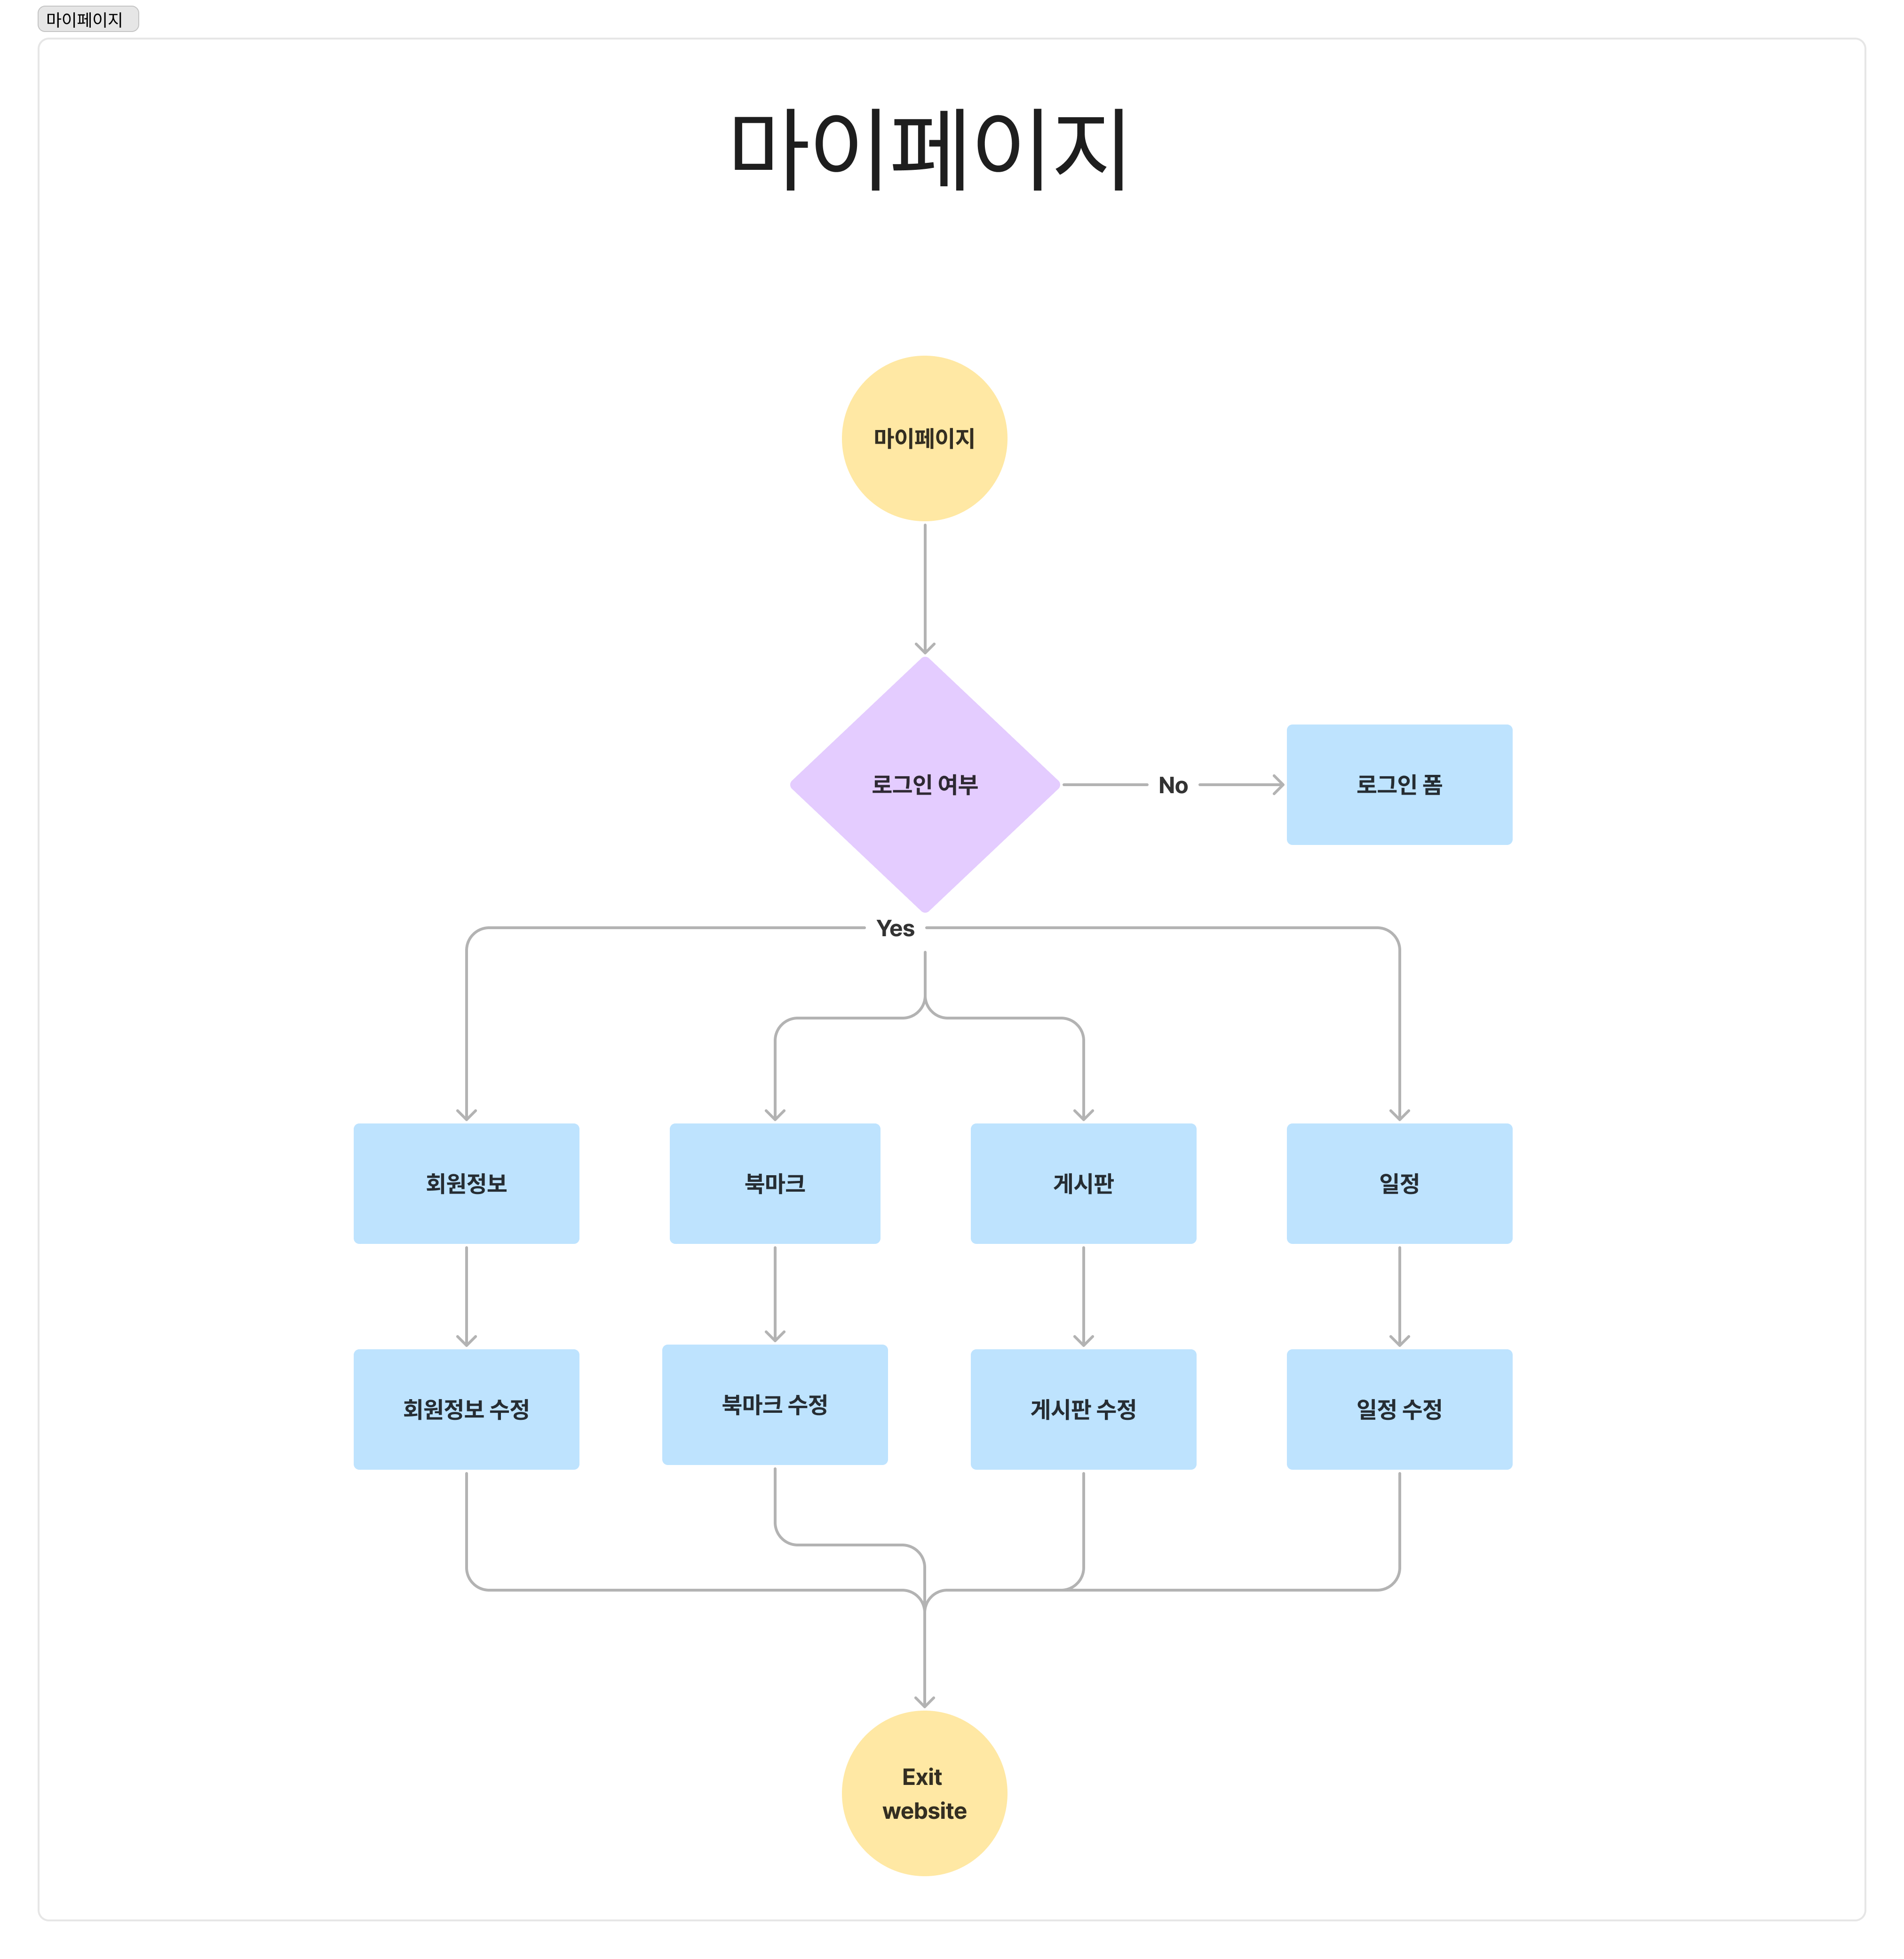 마이페이지
마이페이지
마이페이지
로그인 여부
No
로그인 폼
Yes
회원정보
북마크
게시판
일정
회원정보 수정
북마크 수정
게시판 수정
일정 수정
Exit
website